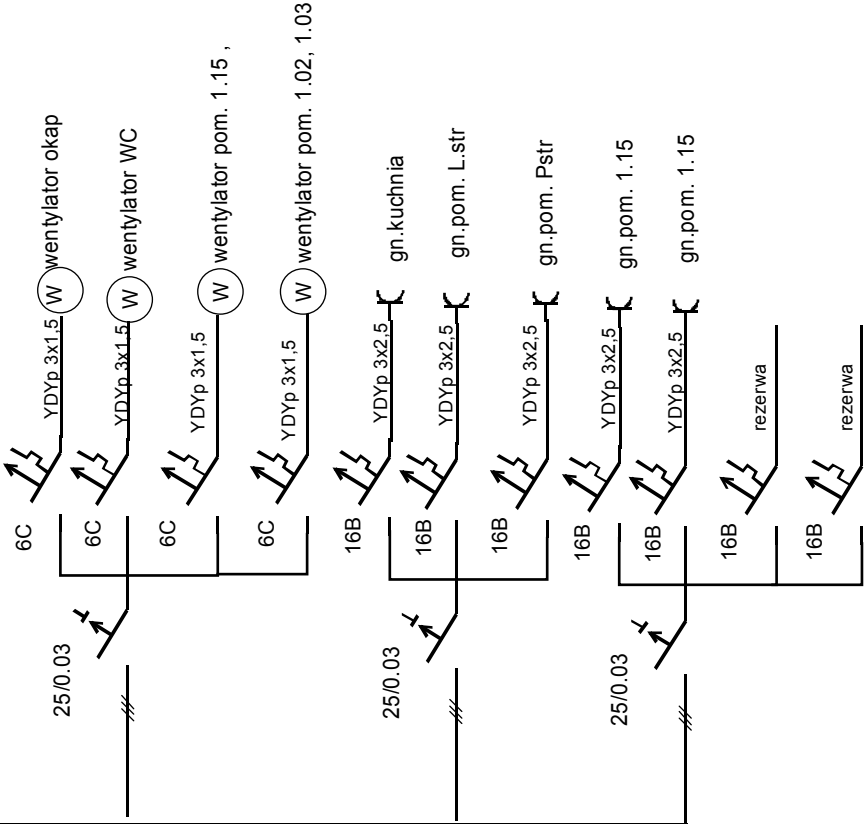 25/0.03
6C
YDYp 3x1,5
W
wentylator okap
6C
YDYp 3x1,5
W
wentylator WC
6C
YDYp 3x1,5
W
wentylator pom. 1.15 ,
6C
YDYp 3x1,5
W
wentylator pom. 1.02, 1.03
25/0.03
16B
YDYp 3x2,5
gn.kuchnia
16B
YDYp 3x2,5
gn.pom. L.str
16B
YDYp 3x2,5
gn.pom. Pstr
25/0.03
16B
YDYp 3x2,5
gn.pom. 1.15
16B
YDYp 3x2,5
gn.pom. 1.15
16B
rezerwa
16B
rezerwa